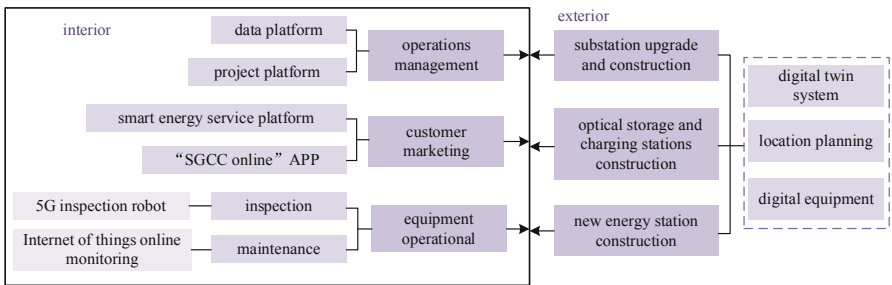 interior
data platform
project platform
operations
management
smart energy service platform
“SGCC online” APP
customer
marketing
5G inspection robot
inspection
Internet of things online
monitoring
maintenance
equipment
operational
exterior
substation upgrade
and construction
optical storage and
charging stations
construction
new energy station
construction
digital twin
system
location planning
digital equipment